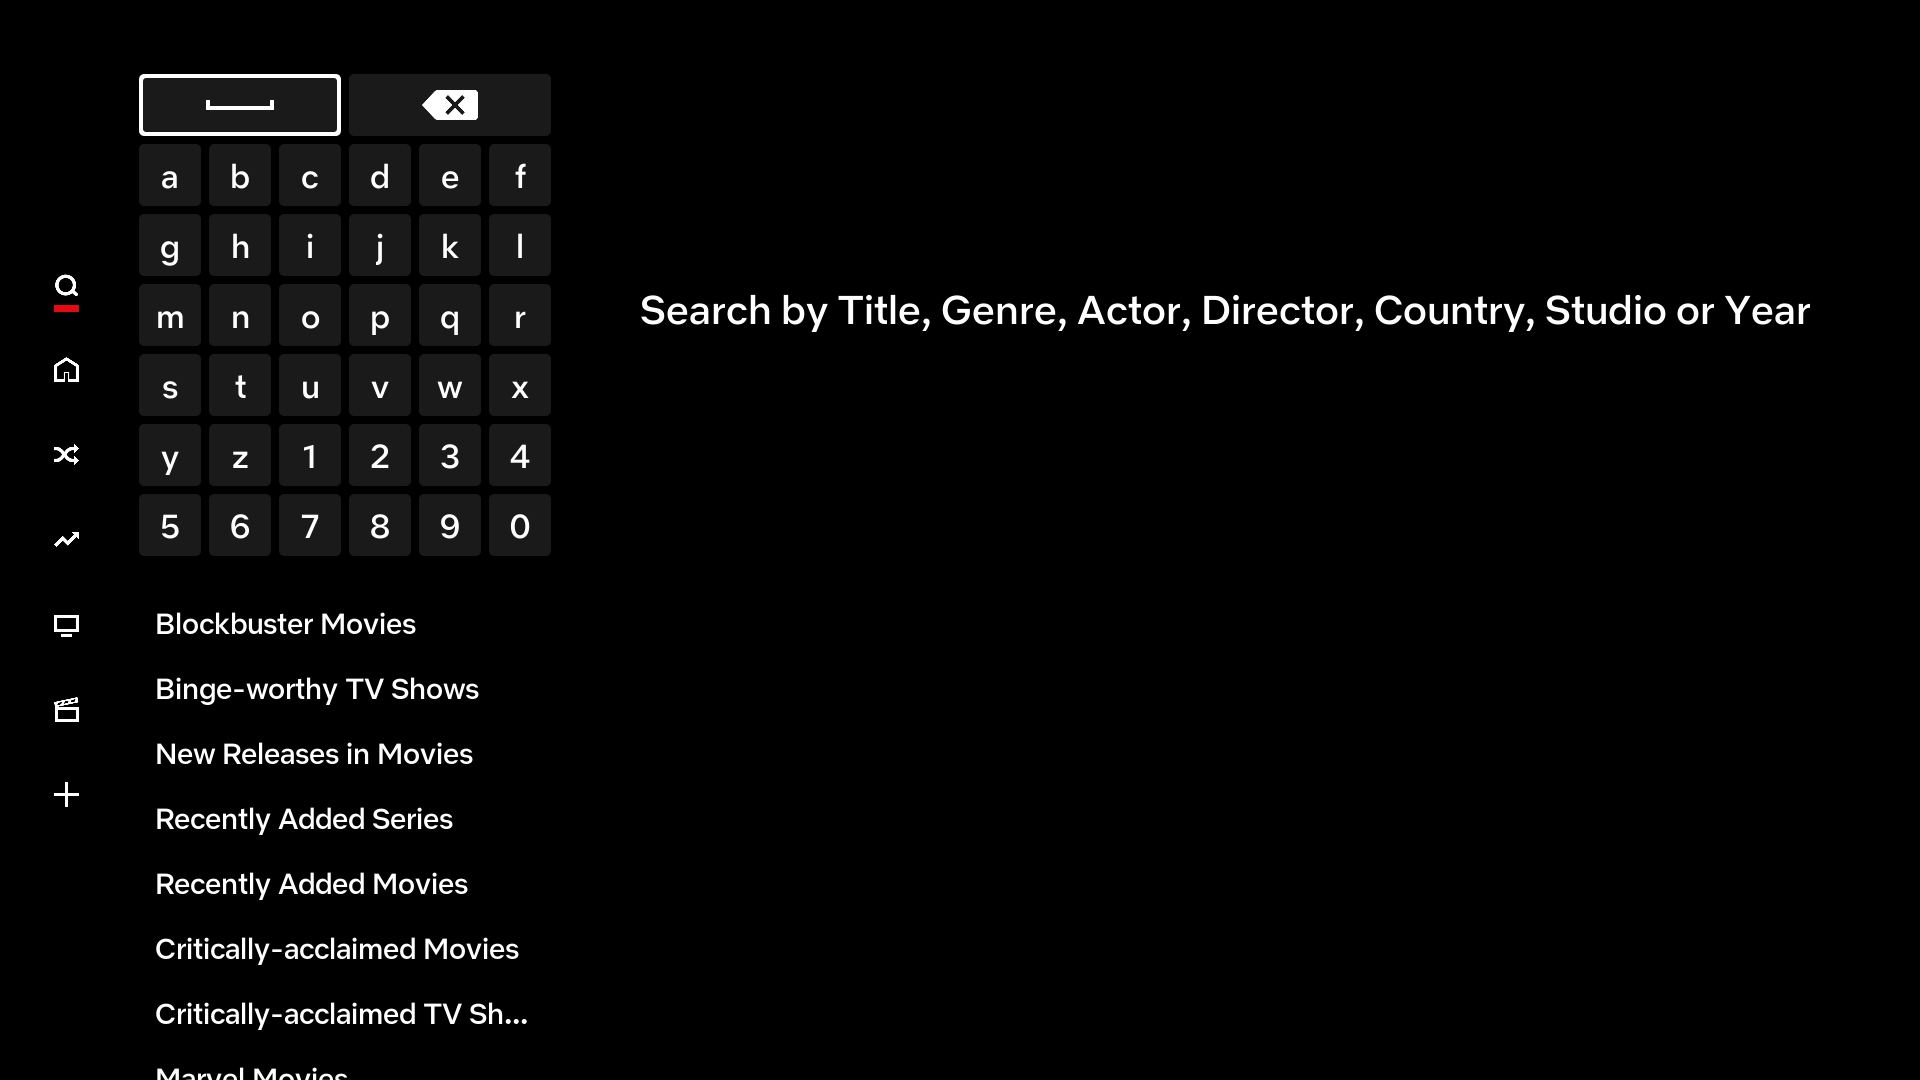 a b c d e f
g h i j k l
m n o p q r
s t u v w x
y z 1 2 3 4
5 6 7 8 9 0
Search by Title, Genre, Actor, Director, Country, Studio or Year
Blockbuster Movies
Binge-worthy TV Shows
New Releases in Movies
Recently Added Series
Recently Added Movies
Critically-acclaimed Movies
Critically-acclaimed TV Sh...
Marvel Movies